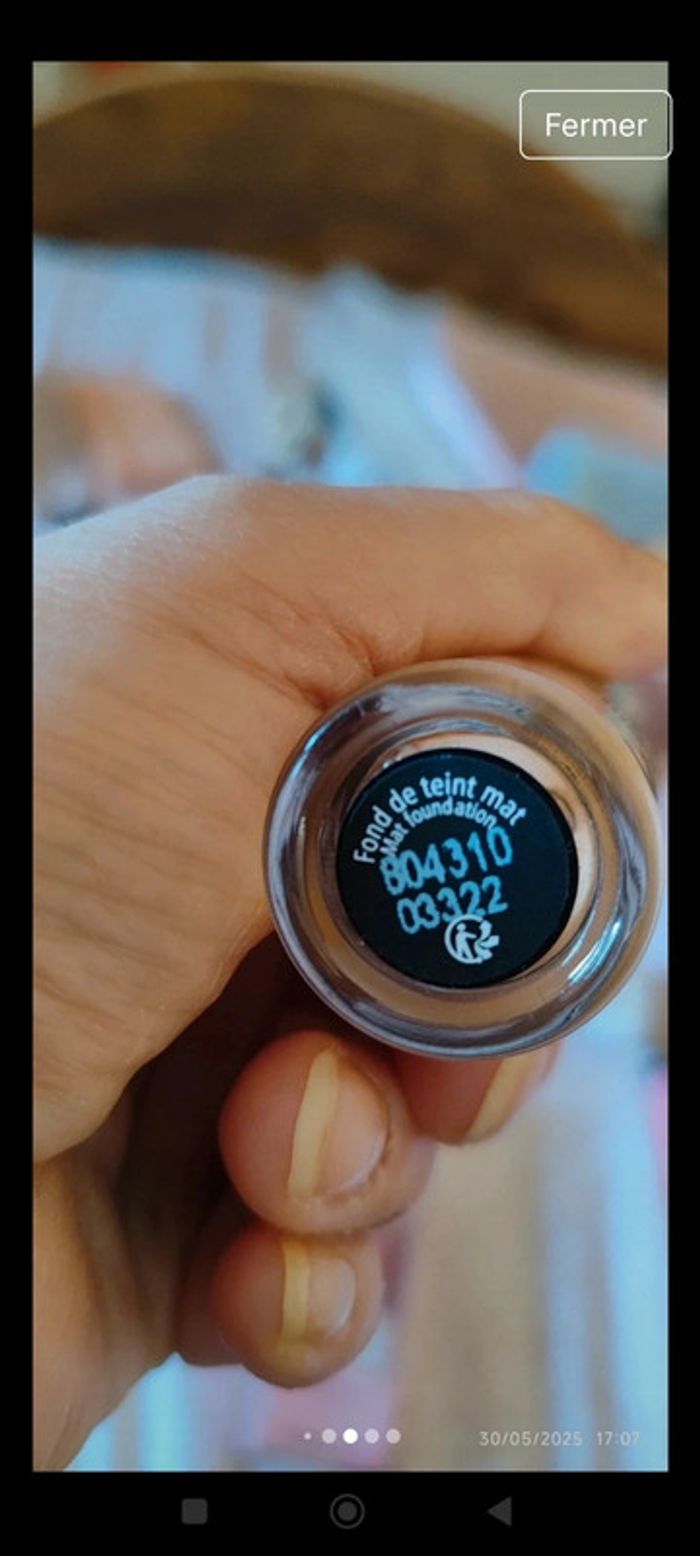 Fermer
Fond de teint mat
Mat foundation
804310
03322
30/05/2025 17:07